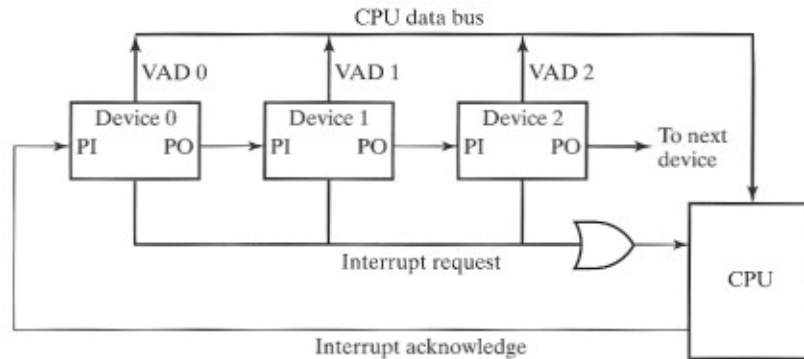 CPU data bus
VAD 0
VAD 1
VAD 2
Device 0
PI
PO
Device 1
PI
PO
Device 2
PI
PO
To next
device
Interrupt request
CPU
Interrupt acknowledge